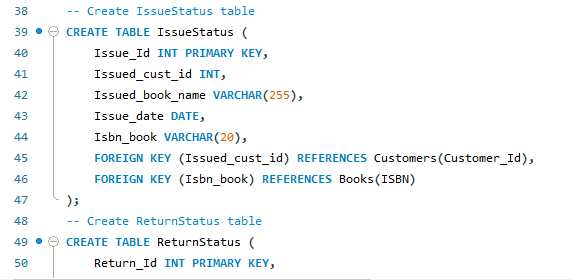 38 -- Create IssueStatus table
39 CREATE TABLE IssueStatus (
40 Issue_Id INT PRIMARY KEY,
41 Issued_cust_id INT,
42 Issued_book_name VARCHAR(255),
43 Issue_date DATE,
44 Isbn_book VARCHAR(20),
45 FOREIGN KEY (Issued_cust_id) REFERENCES Customers(Customer_Id),
46 FOREIGN KEY (Isbn_book) REFERENCES Books(ISBN)
47 );
48 -- Create ReturnStatus table
49 CREATE TABLE ReturnStatus (
50 Return_Id INT PRIMARY KEY,